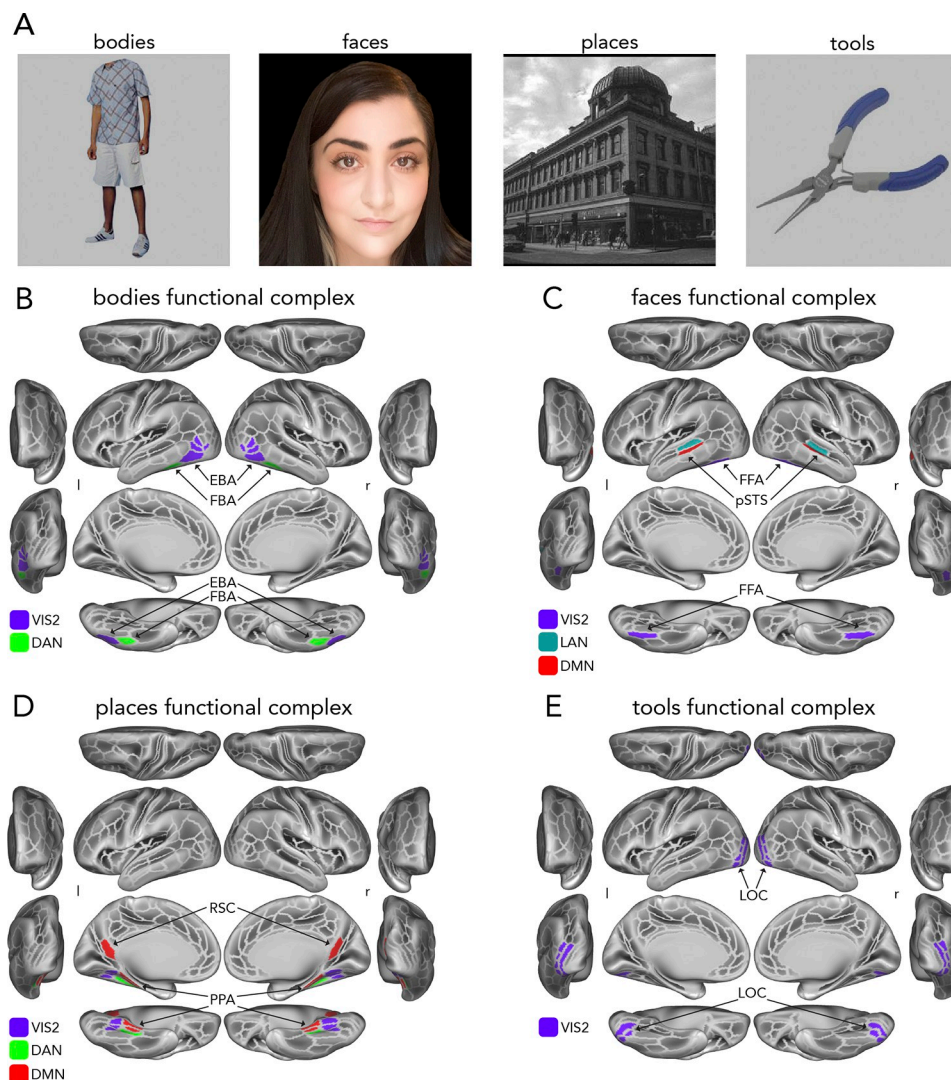 A
bodies
faces
places
tools
B
bodies functional complex
EBA
FBA
l
r
EBA
FBA
VIS2
DAN
C
faces functional complex
FFA
pSTS
l
r
FFA
VIS2
LAN
DMN
D
places functional complex
l
r
RSC
PPA
VIS2
DAN
DMN
E
tools functional complex
LOC
l
r
LOC
VIS2